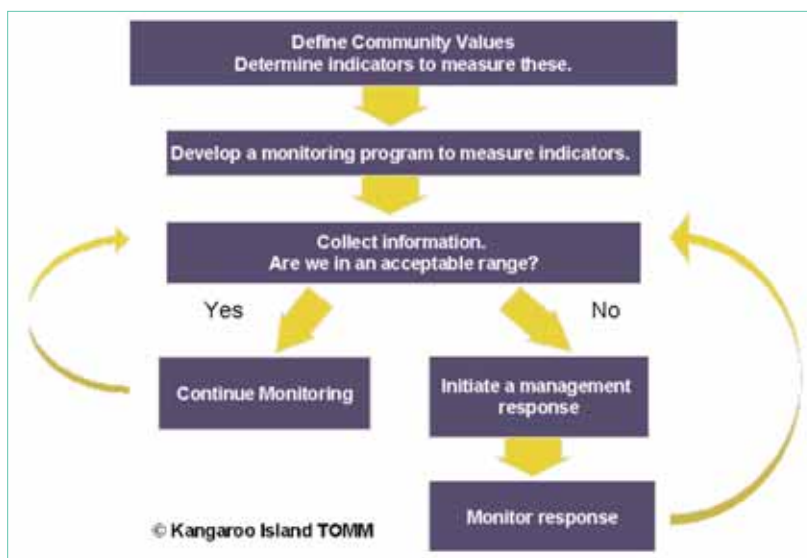 Define Community Values
Determine indicators to measure these.
Develop a monitoring program to measure indicators.
Collect information.
Are we in an acceptable range?
Yes
No
Continue Monitoring
Initiate a management
response
Monitor response
© Kangaroo Island TOMM